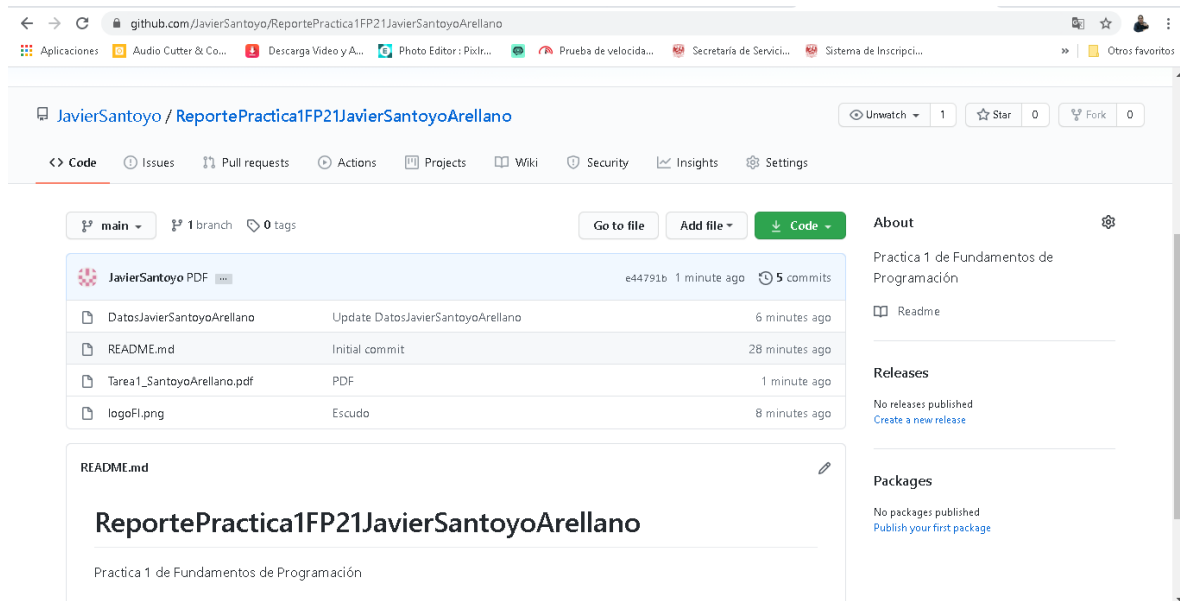 github.com/JavierSantoyo/ReportePractica1FP21JavierSantoyoArellano
Aplicaciones Audio Cutter & Co... Descarga Video y A... Photo Editor : Pixlr... Prueba de velocida... Secretaría de Servici... Sistema de Inscripci... » Otros favoritos
JavierSantoyo / ReportePractica1FP21JavierSantoyoArellano Unwatch 1 Star 0 Fork 0
<> Code Issues Pull requests Actions Projects Wiki Security Insights Settings
main 1 branch 0 tags Go to file Add file Code About
Practica 1 de Fundamentos de
Programación
JavierSantoyo PDF ... e44791b 1 minute ago 5 commits
Readme
DatosJavierSantoyoArellano Update DatosJavierSantoyoArellano 6 minutes ago
README.md Initial commit 28 minutes ago
Tarea1_SantoyoArellano.pdf PDF 1 minute ago
logoFI.png Escudo 8 minutes ago
Releases
No releases published
Create a new release
README.md
Packages
No packages published
Publish your first package
ReportePractica1FP21JavierSantoyoArellano
Practica 1 de Fundamentos de Programación